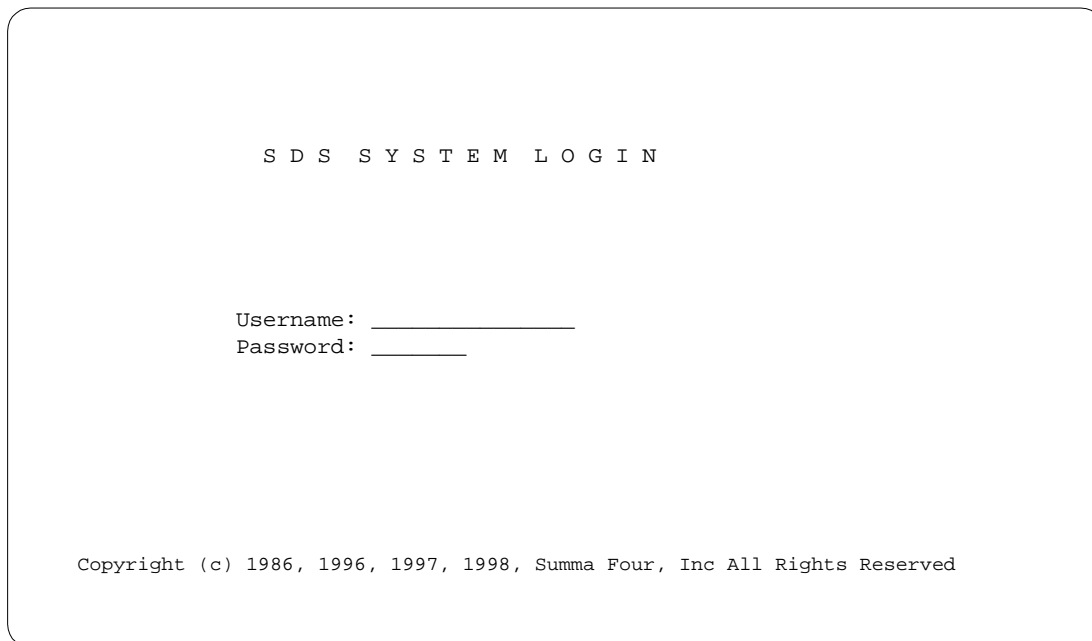 S D S  S Y S T E M  L O G I N
Username: _______________
Password: _______
Copyright (c) 1986, 1996, 1997, 1998, Summa Four, Inc All Rights Reserved